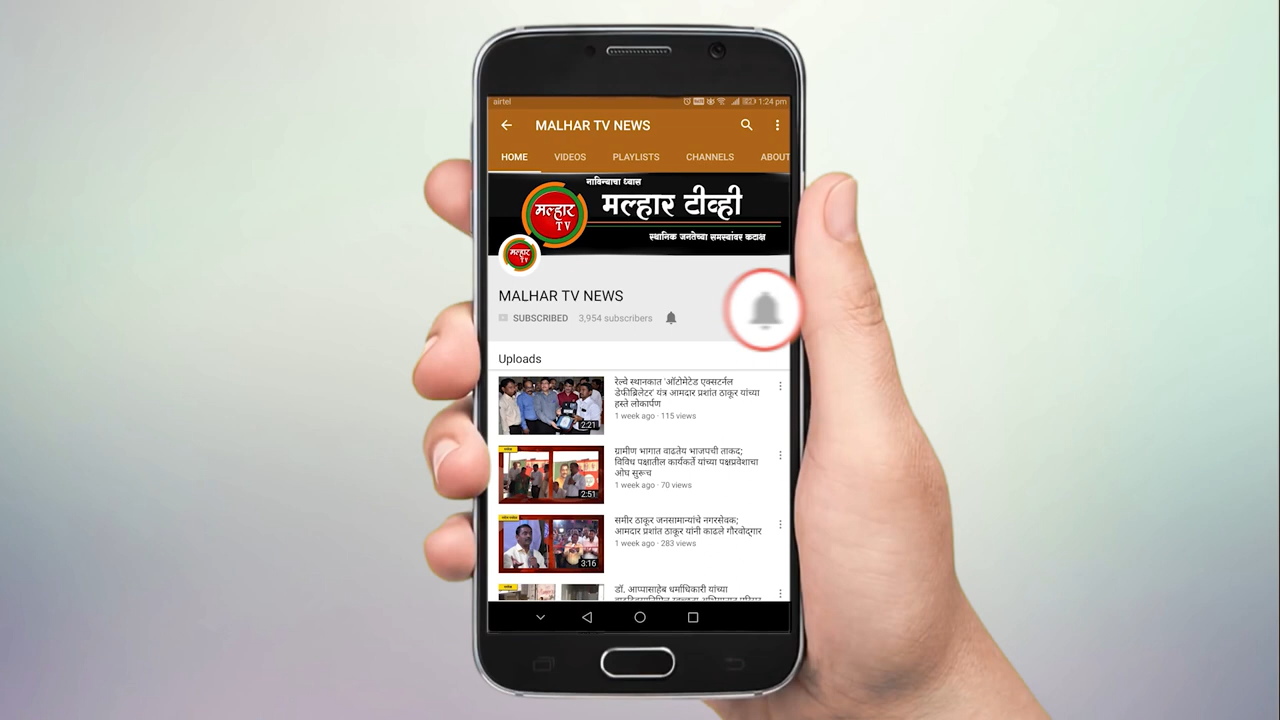 airtel
1:24 pm
MALHAR TV NEWS
HOME VIDEOS PLAYLISTS CHANNELS ABOUT
नाविन्याचा ध्यास
मल्हार टीव्ही
मल्हार
TV
स्थानिक जनतेच्या समस्यांवर कटाक्ष
मल्हार
TV
MALHAR TV NEWS
SUBSCRIBED 3,954 subscribers
Uploads
रेल्वे स्थानकात 'ऑटोमेटेड एक्सटर्नल
डेफीब्रिलेटर' यंत्र आमदार प्रशांत ठाकूर यांच्या
हस्ते लोकार्पण
1 week ago · 115 views
2:21
ग्रामीण भागात वाढतेय भाजपची ताकद;
विविध पक्षातील कार्यकर्ते यांच्या पक्षप्रवेशाचा
ओघ सुरूच
1 week ago · 70 views
2:51
समीर ठाकूर जनसामान्यांचे नगरसेवक;
आमदार प्रशांत ठाकूर यांनी काढले गौरवोद्गार
1 week ago · 283 views
3:16
डॉ. आप्पासाहेब धर्माधिकारी यांच्या